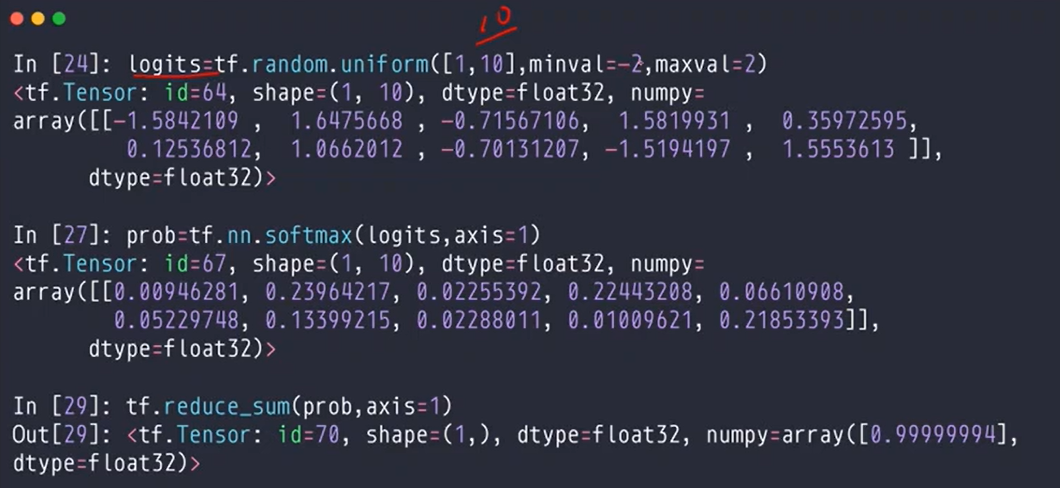 10
In [24]: logits=tf.random.uniform([1,10],minval=-2,maxval=2)
<tf.Tensor: id=64, shape=(1, 10), dtype=float32, numpy=
array([[-1.5842109 ,  1.6475668 , -0.71567106,  1.5819931 ,  0.35972595,
         0.12536812,  1.0662012 , -0.70131207, -1.5194197 ,  1.5553613 ]],
      dtype=float32)>
In [27]: prob=tf.nn.softmax(logits,axis=1)
<tf.Tensor: id=67, shape=(1, 10), dtype=float32, numpy=
array([[0.00946281, 0.23964217, 0.02255392, 0.22443208, 0.06610908,
        0.05229748, 0.13399215, 0.02288011, 0.01009621, 0.21853393]],
      dtype=float32)>
In [29]: tf.reduce_sum(prob,axis=1)
Out[29]: <tf.Tensor: id=70, shape=(1,), dtype=float32, numpy=array([0.99999994],
dtype=float32)>